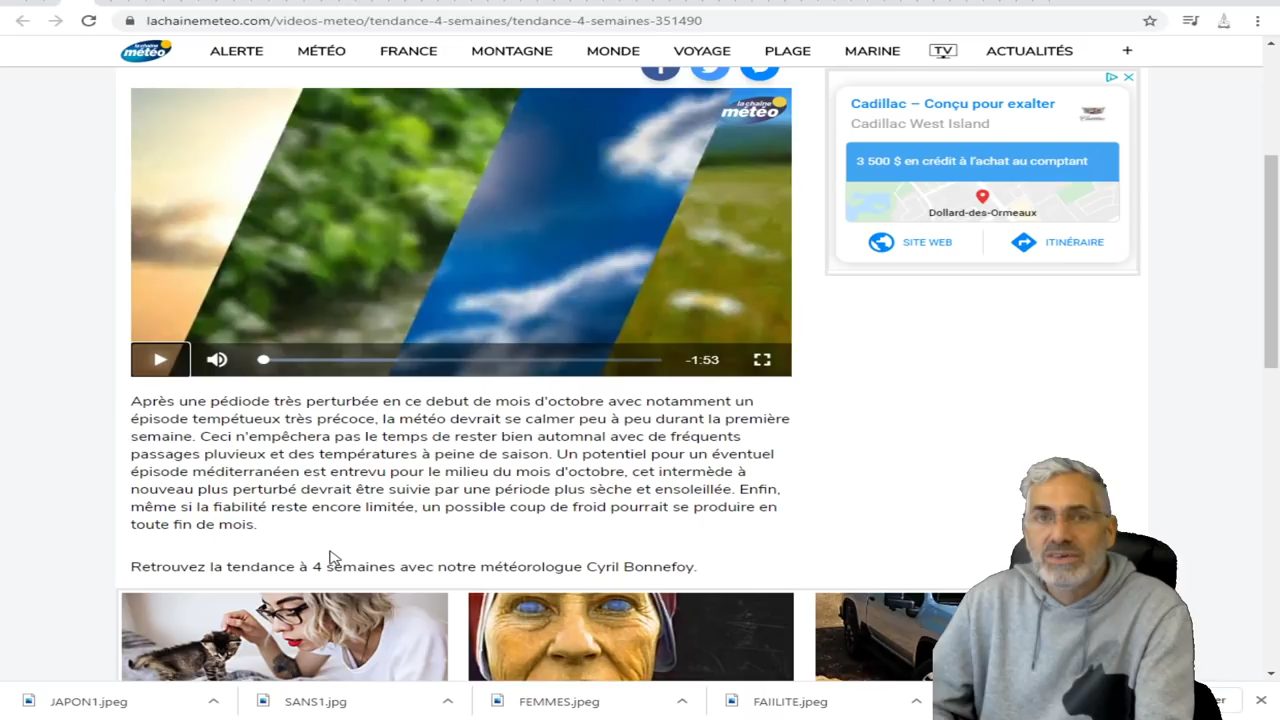 lachainemeteo.com/videos-meteo/tendance-4-semaines/tendance-4-semaines-351490
la chaîne
météo
ALERTE MÉTÉO FRANCE MONTAGNE MONDE VOYAGE PLAGE MARINE TV ACTUALITÉS +
la chaîne
météo
-1:53
Cadillac – Conçu pour exalter
Cadillac West Island
3 500 $ en crédit à l'achat au comptant
Dollard-des-Ormeaux
SITE WEB ITINÉRAIRE
Après une pédiode très perturbée en ce debut de mois d'octobre avec notamment un
épisode tempétueux très précoce, la météo devrait se calmer peu à peu durant la première
semaine. Ceci n'empêchera pas le temps de rester bien automnal avec de fréquents
passages pluvieux et des températures à peine de saison. Un potentiel pour un éventuel
épisode méditerranéen est entrevu pour le milieu du mois d'octobre, cet intermède à
nouveau plus perturbé devrait être suivie par une période plus sèche et ensoleillée. Enfin,
même si la fiabilité reste encore limitée, un possible coup de froid pourrait se produire en
toute fin de mois.
Retrouvez la tendance à 4 semaines avec notre météorologue Cyril Bonnefoy.
JAPON1.jpeg SANS1.jpg FEMMES.jpeg FAIILITE.jpeg